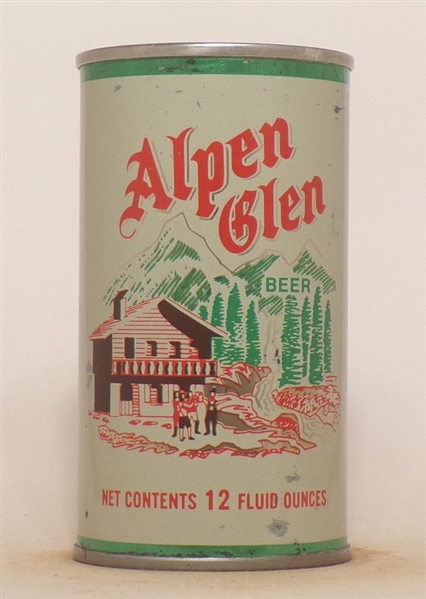 Alpen
Glen
BEER
NET CONTENTS 12 FLUID OUNCES